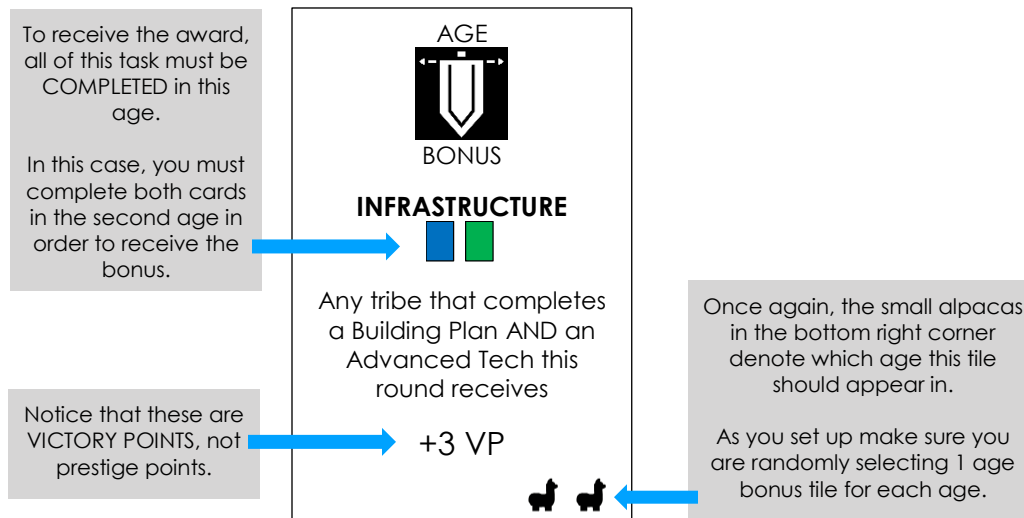 To receive the award,
all of this task must be
COMPLETED in this
age.
In this case, you must
complete both cards
in the second age in
order to receive the
bonus.
Notice that these are
VICTORY POINTS, not
prestige points.
AGE
BONUS
INFRASTRUCTURE
Any tribe that completes
a Building Plan AND an
Advanced Tech this
round receives
+3 VP
Once again, the small alpacas
in the bottom right corner
denote which age this tile
should appear in.
As you set up make sure you
are randomly selecting 1 age
bonus tile for each age.